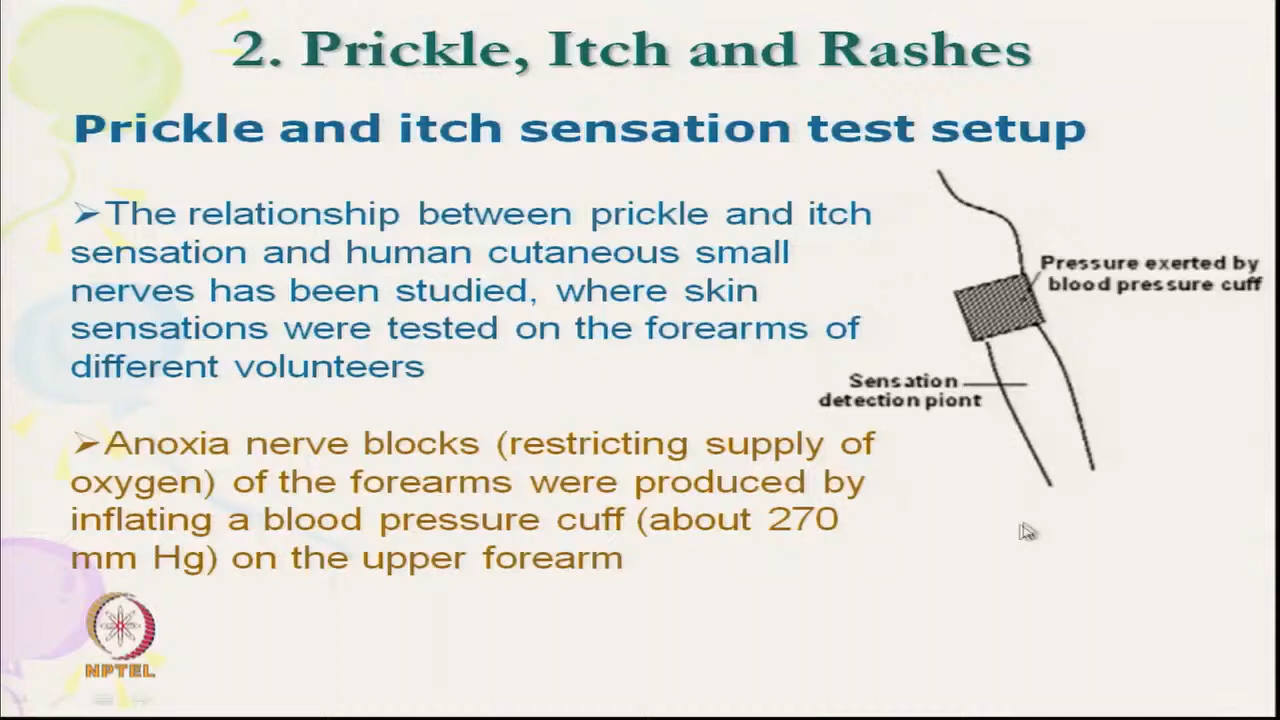 2. Prickle, Itch and Rashes
Prickle and itch sensation test setup
➢The relationship between prickle and itch
sensation and human cutaneous small
nerves has been studied, where skin
sensations were tested on the forearms of
different volunteers
➢Anoxia nerve blocks (restricting supply of
oxygen) of the forearms were produced by
inflating a blood pressure cuff (about 270
mm Hg) on the upper forearm
Pressure exerted by
blood pressure cuff
Sensation
detection piont
NPTEL